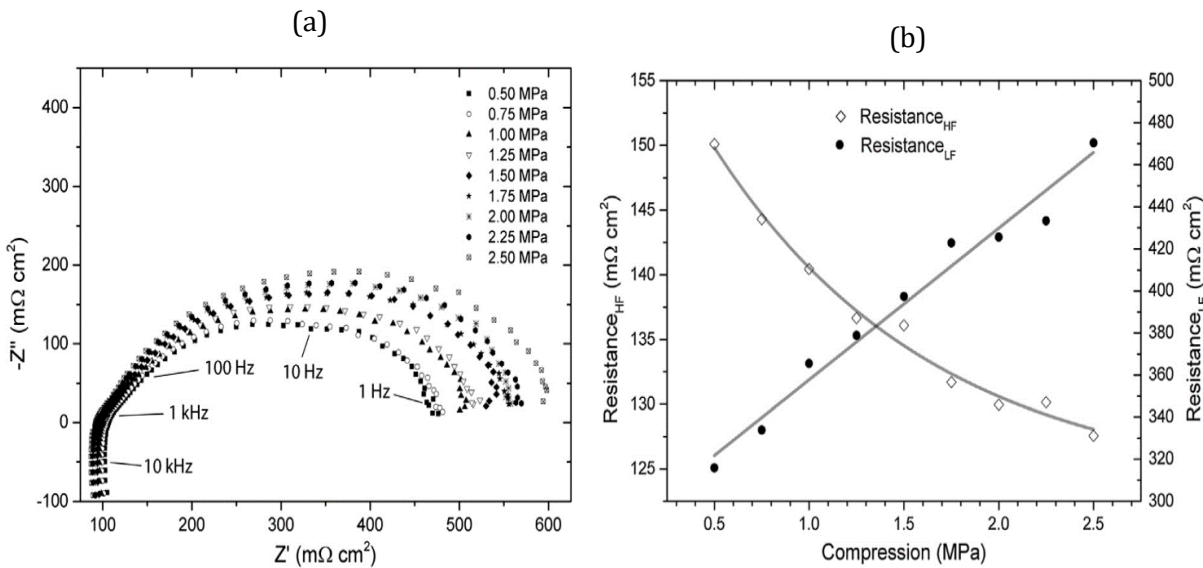 (a)
400
300
200
100
0
-100
-Z'' (mΩ cm²)
100
200
300
400
500
600
Z' (mΩ cm²)
0.50 MPa
0.75 MPa
1.00 MPa
1.25 MPa
1.50 MPa
1.75 MPa
2.00 MPa
2.25 MPa
2.50 MPa
100 Hz
10 Hz
1 Hz
1 kHz
10 kHz
(b)
155
150
145
140
135
130
125
Resistance_HF (mΩ cm²)
Resistance_HF
Resistance_LF
500
480
460
440
420
400
380
360
340
320
300
Resistance_LF (mΩ cm²)
0.5
1.0
1.5
2.0
2.5
Compression (MPa)